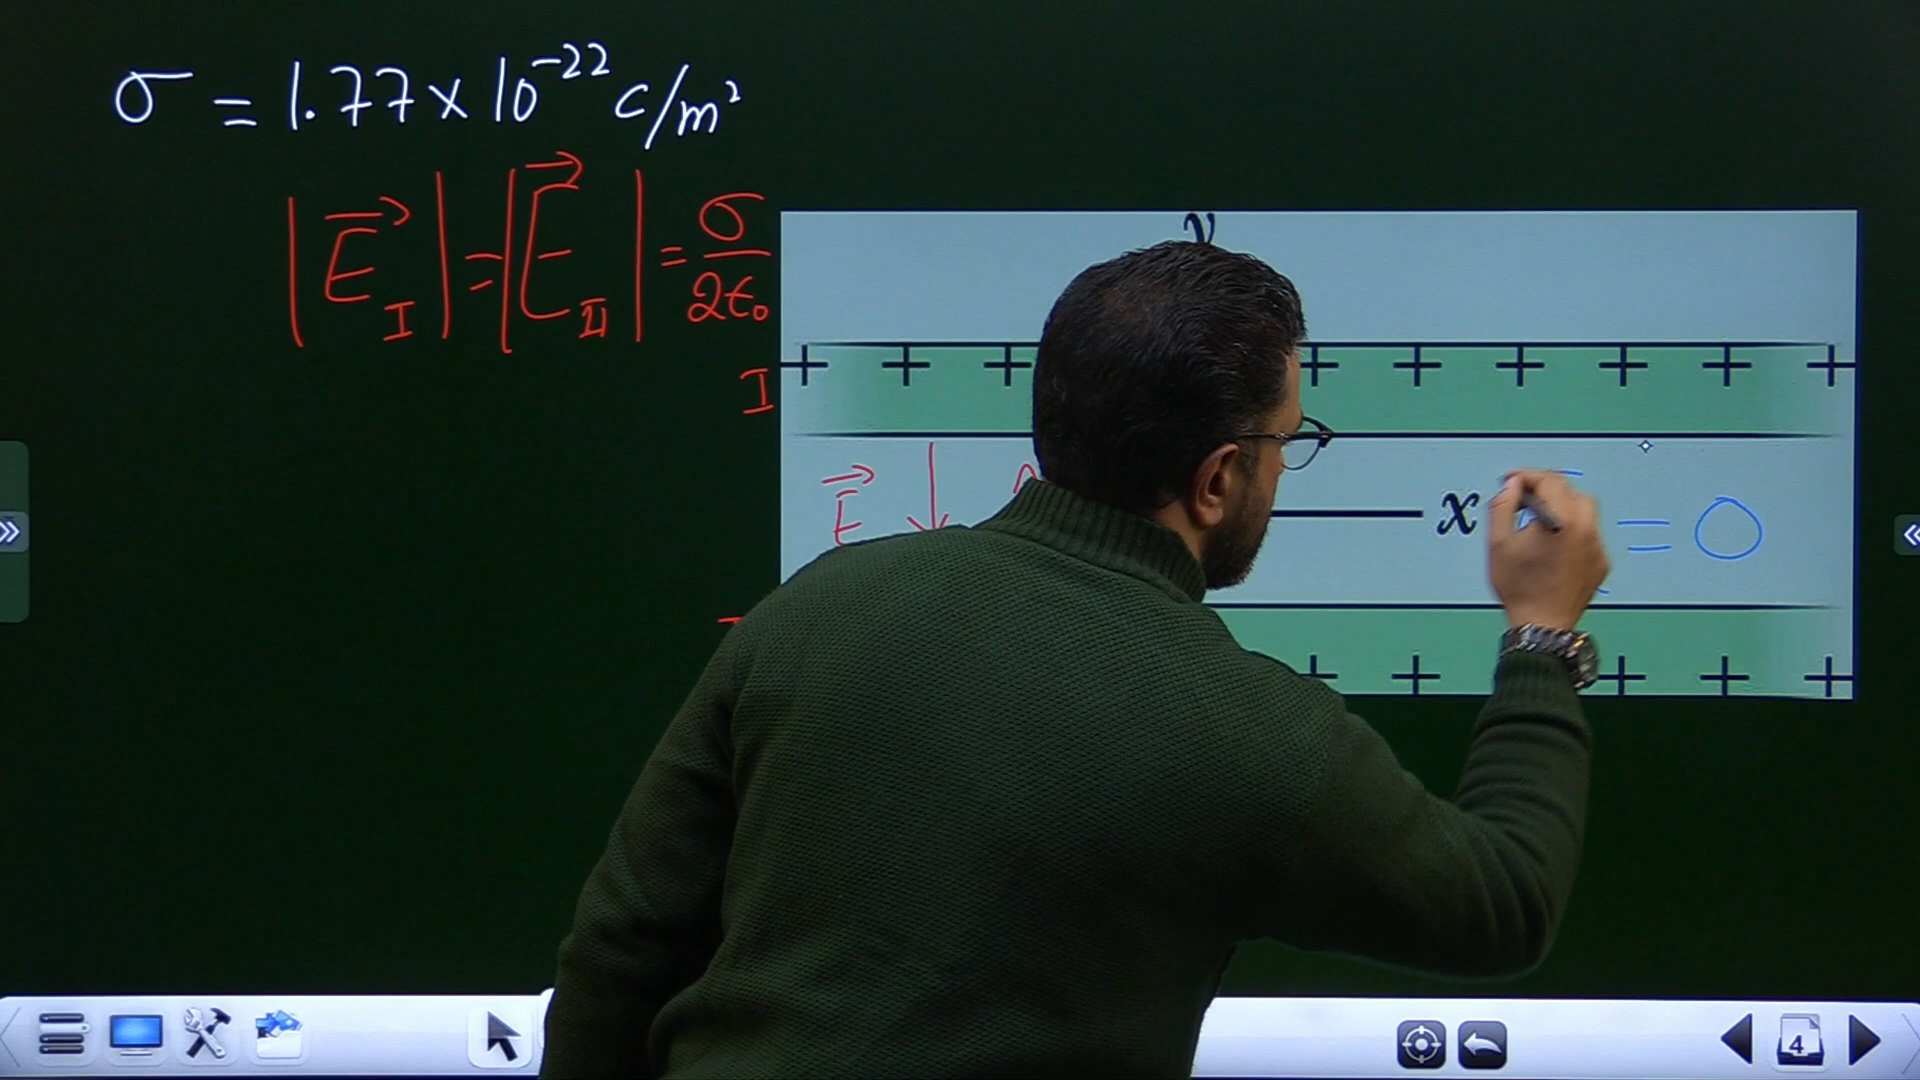 σ = 1.77 × 10⁻²² c/m²
|E⃗_I| = |E⃗_II| = σ/2ε₀
y
+ + + + + + + + +
I
E⃗
x
= 0
+ + + + +
4